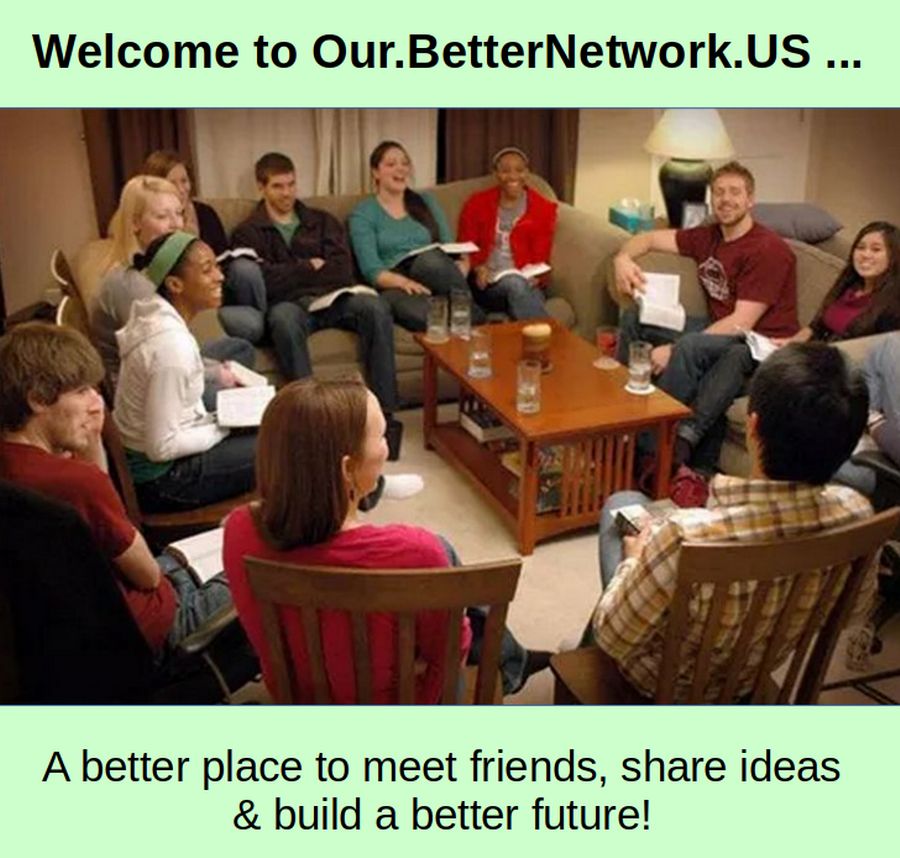 Welcome to Our.BetterNetwork.US ...
A better place to meet friends, share ideas
& build a better future!